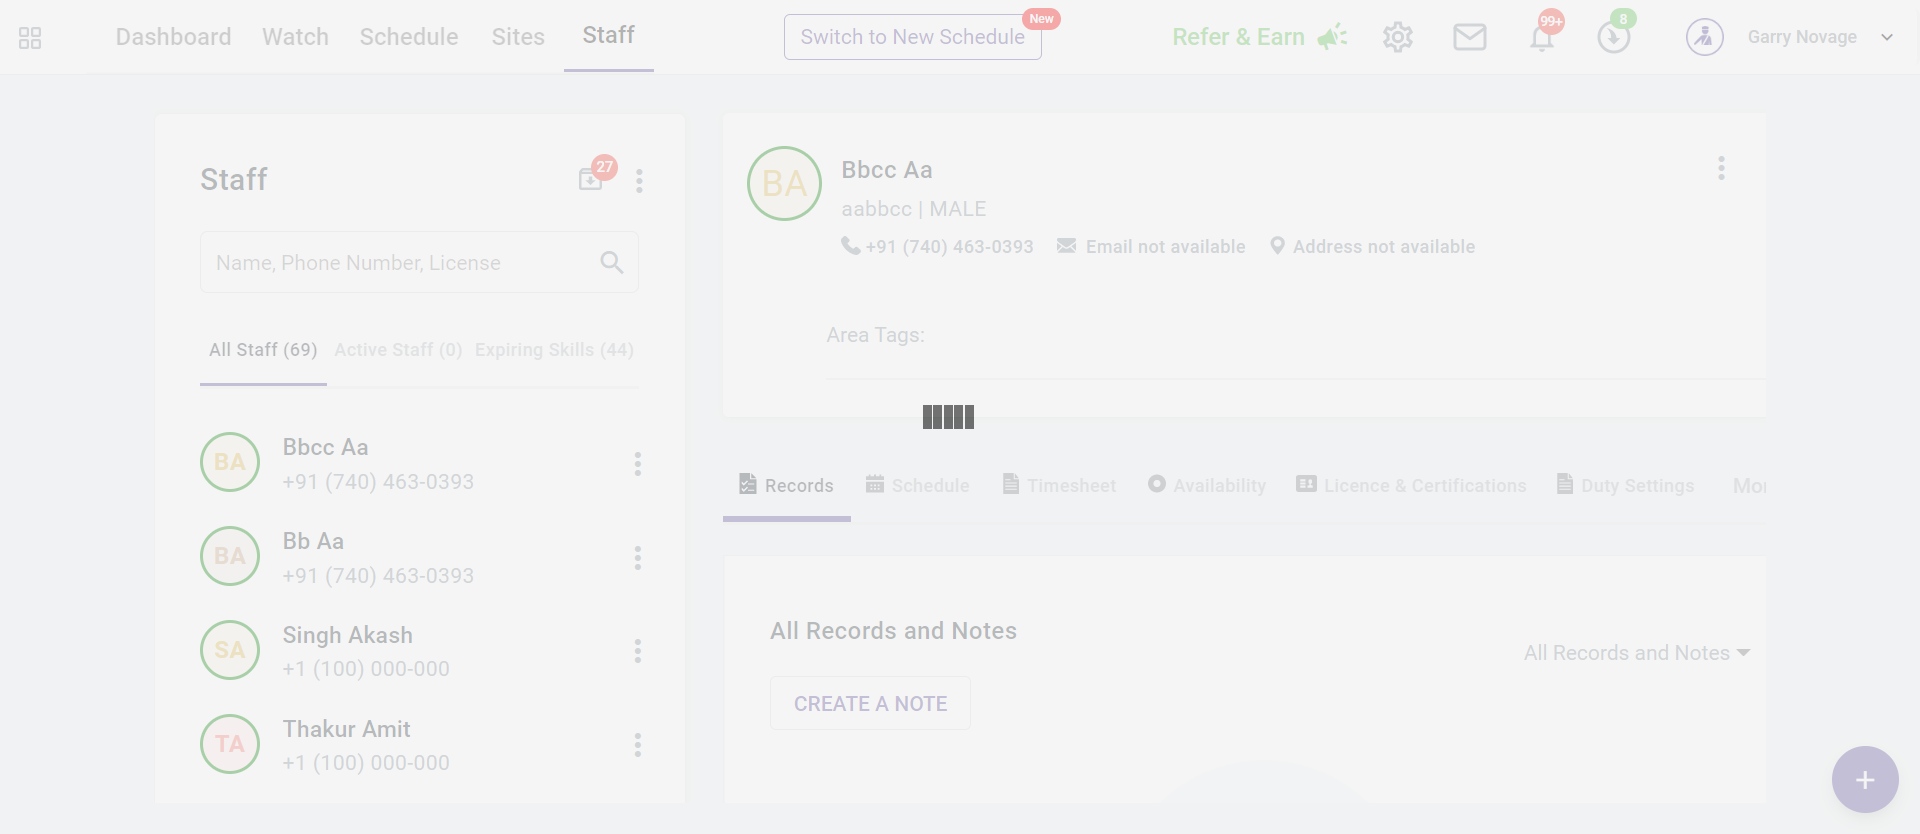 Dashboard Watch Schedule Sites Staff Switch to New Schedule New Refer & Earn 99+ 8 Garry Novage
Staff 27
Name, Phone Number, License
All Staff (69) Active Staff (0) Expiring Skills (44)
BA Bbcc Aa
+91 (740) 463-0393
BA Bb Aa
+91 (740) 463-0393
SA Singh Akash
+1 (100) 000-000
TA Thakur Amit
+1 (100) 000-000
BA Bbcc Aa
aabbcc | MALE
+91 (740) 463-0393 Email not available Address not available
Area Tags:
Records Schedule Timesheet Availability Licence & Certifications Duty Settings Mor
All Records and Notes
All Records and Notes
CREATE A NOTE
+